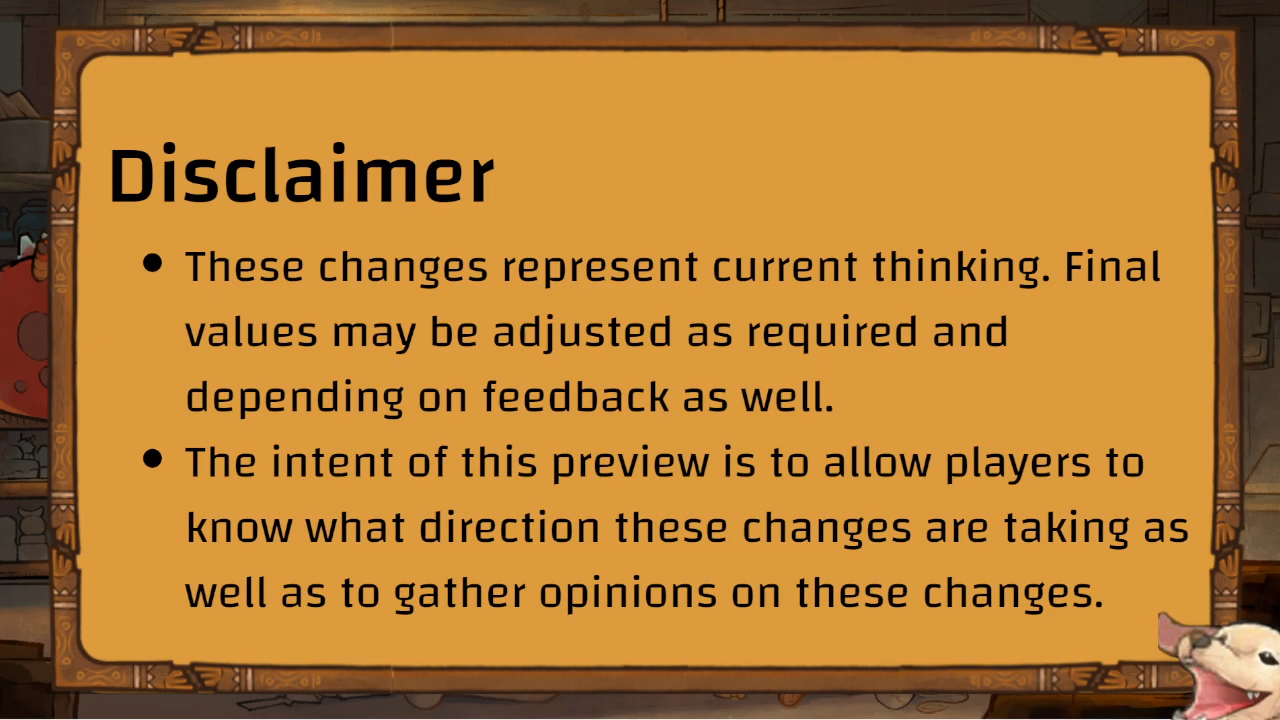 Disclaimer
• These changes represent current thinking. Final
values may be adjusted as required and
depending on feedback as well.
• The intent of this preview is to allow players to
know what direction these changes are taking as
well as to gather opinions on these changes.